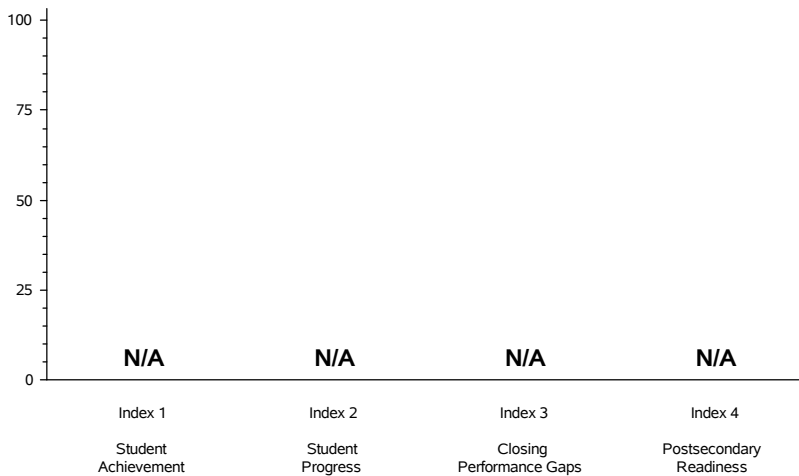 100
75
50
25
0
N/A N/A N/A N/A
Index 1 Index 2 Index 3 Index 4
Student Student Closing Postsecondary
Achievement Progress Performance Gaps Readiness